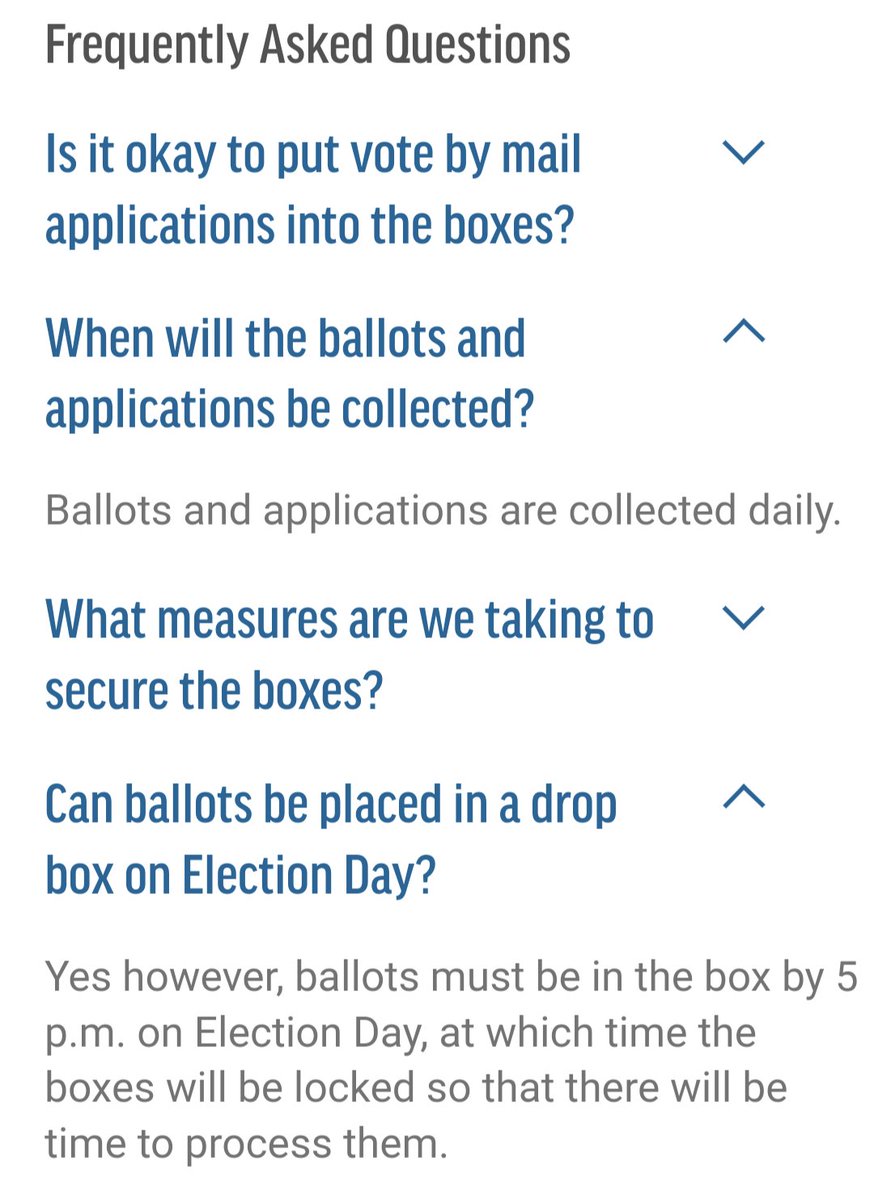 Frequently Asked Questions
Is it okay to put vote by mail
applications into the boxes?
When will the ballots and
applications be collected?
Ballots and applications are collected daily.
What measures are we taking to
secure the boxes?
Can ballots be placed in a drop
box on Election Day?
Yes however, ballots must be in the box by 5
p.m. on Election Day, at which time the
boxes will be locked so that there will be
time to process them.